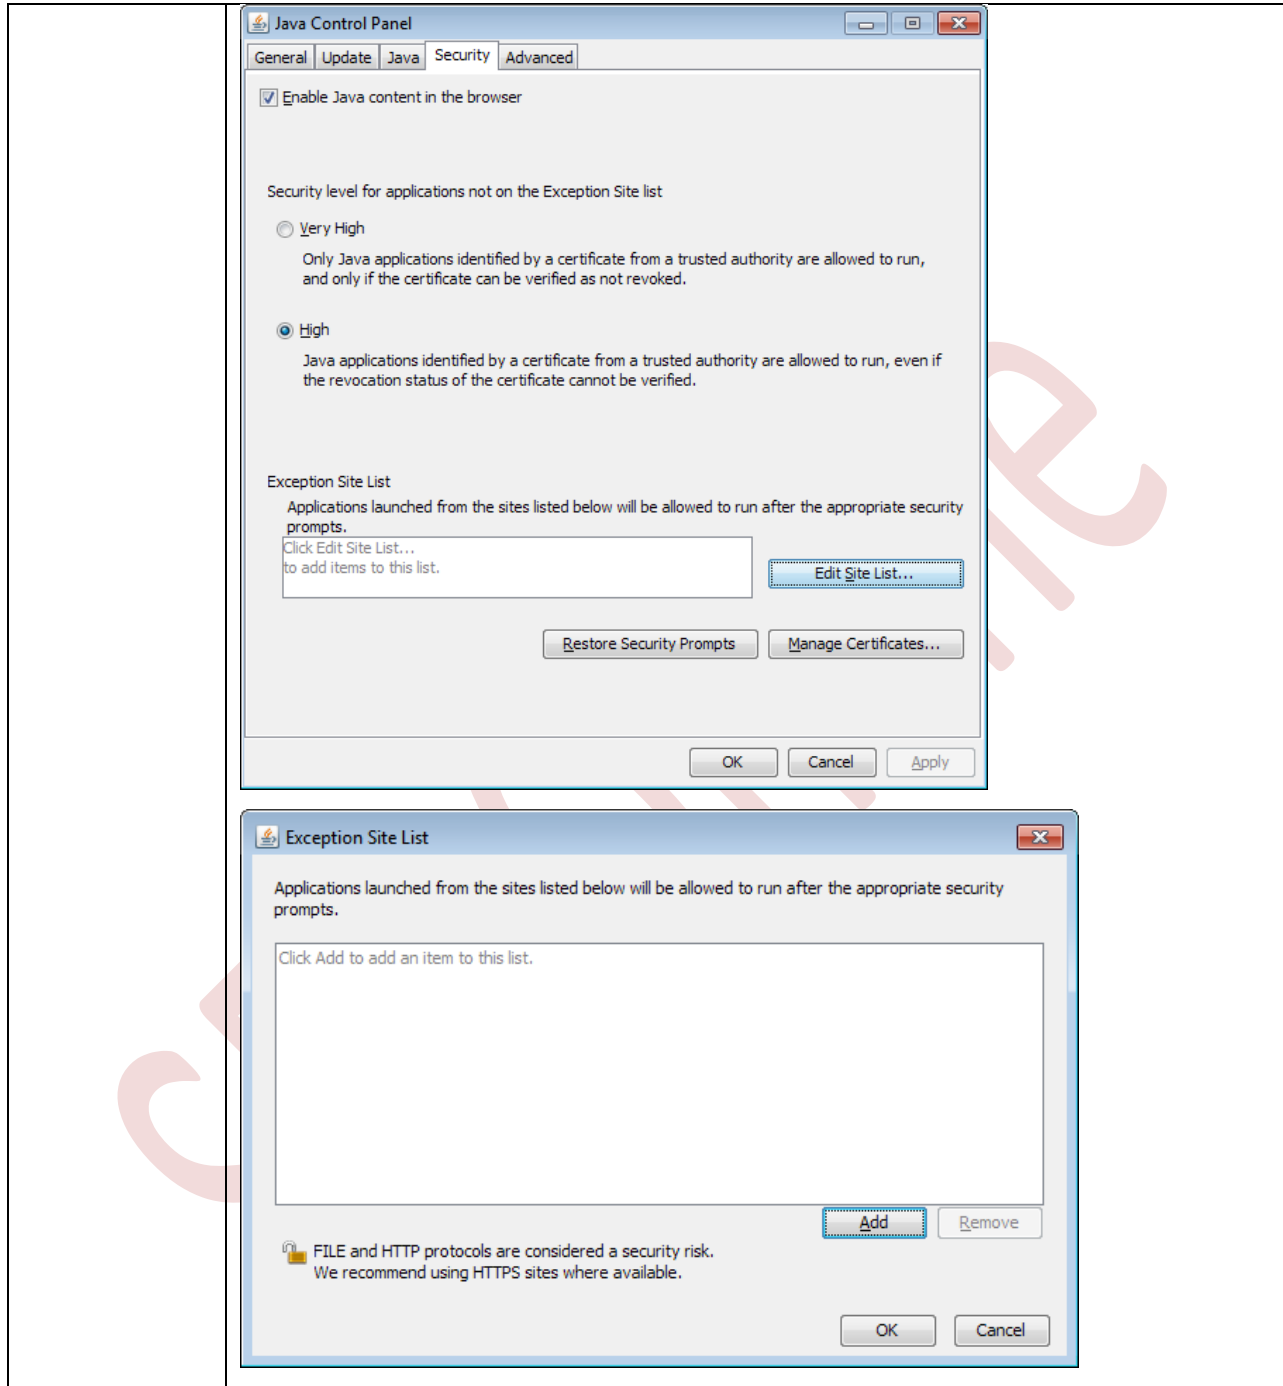 Java Control Panel
General Update Java Security Advanced
Enable Java content in the browser
Security level for applications not on the Exception Site list
Very High
Only Java applications identified by a certificate from a trusted authority are allowed to run,
and only if the certificate can be verified as not revoked.
High
Java applications identified by a certificate from a trusted authority are allowed to run, even if
the revocation status of the certificate cannot be verified.
Exception Site List
Applications launched from the sites listed below will be allowed to run after the appropriate security
prompts.
Click Edit Site List...
to add items to this list.
Edit Site List...
Restore Security Prompts Manage Certificates...
OK Cancel Apply
Exception Site List
Applications launched from the sites listed below will be allowed to run after the appropriate security
prompts.
Click Add to add an item to this list.
Add Remove
FILE and HTTP protocols are considered a security risk.
We recommend using HTTPS sites where available.
OK Cancel